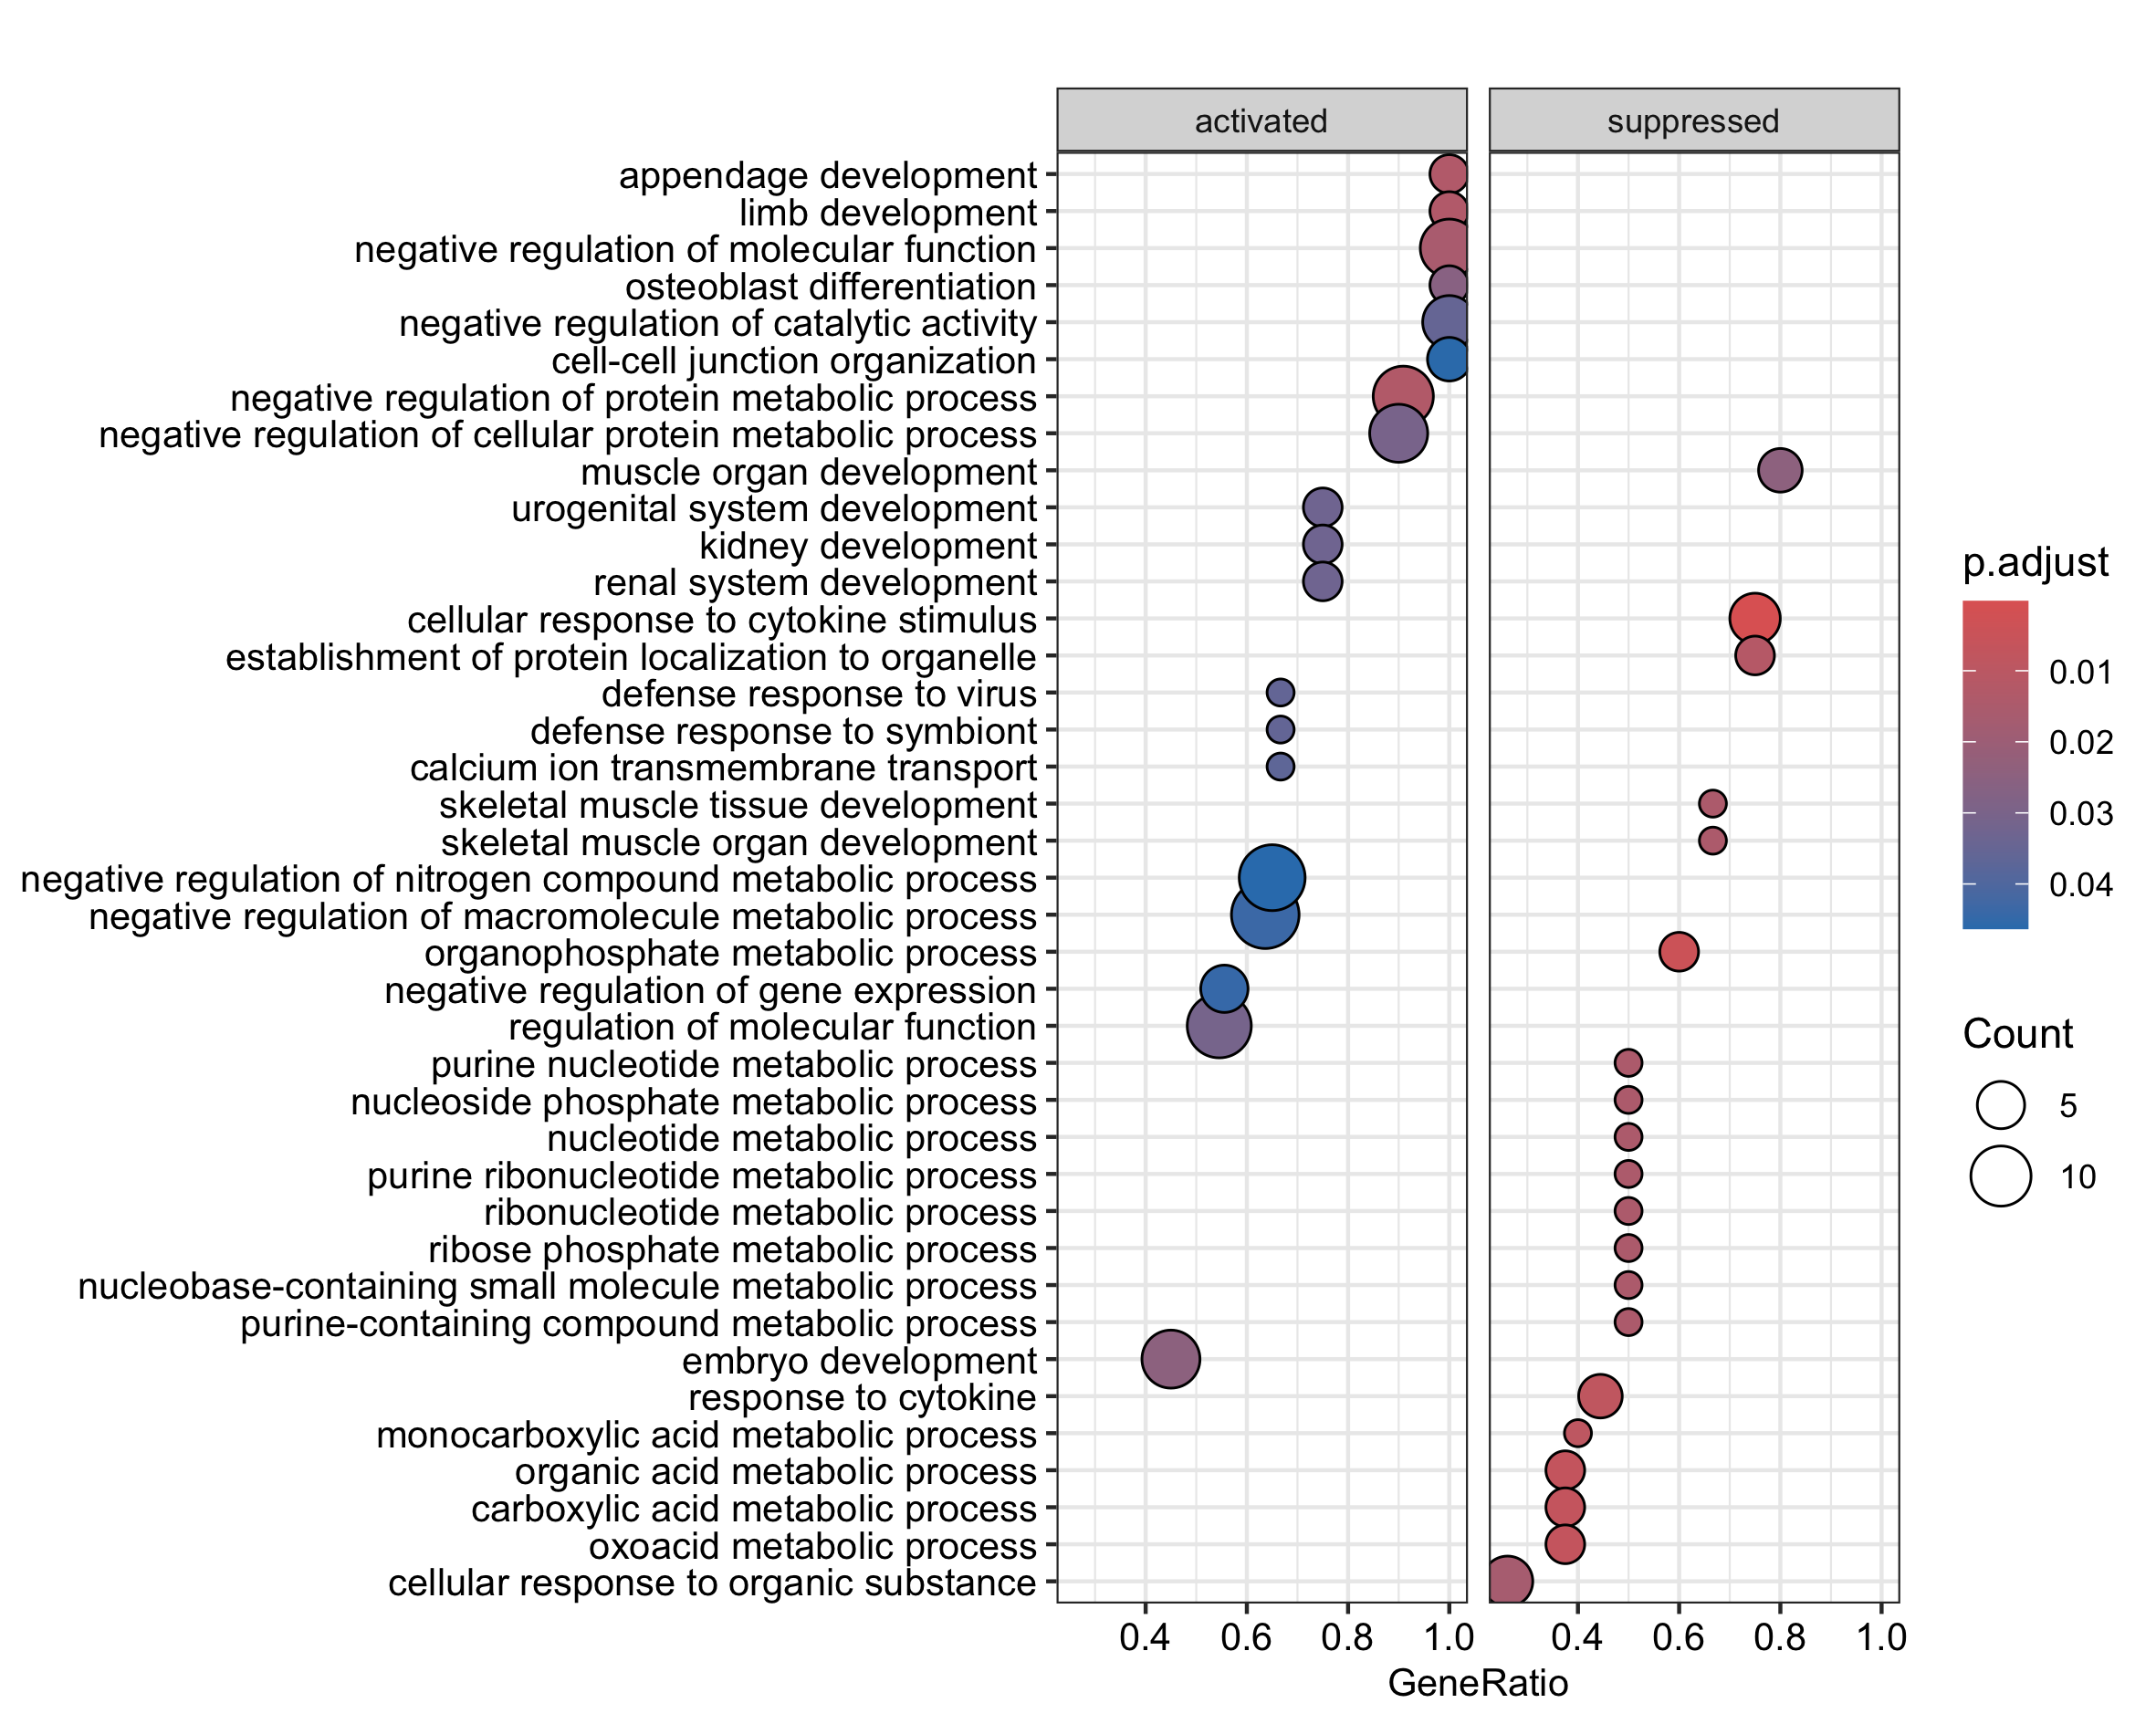 activated
suppressed
appendage development
limb development
negative regulation of molecular function
osteoblast differentiation
negative regulation of catalytic activity
cell-cell junction organization
negative regulation of protein metabolic process
negative regulation of cellular protein metabolic process
muscle organ development
urogenital system development
kidney development
renal system development
cellular response to cytokine stimulus
establishment of protein localization to organelle
defense response to virus
defense response to symbiont
calcium ion transmembrane transport
skeletal muscle tissue development
skeletal muscle organ development
negative regulation of nitrogen compound metabolic process
negative regulation of macromolecule metabolic process
organophosphate metabolic process
negative regulation of gene expression
regulation of molecular function
purine nucleotide metabolic process
nucleoside phosphate metabolic process
nucleotide metabolic process
purine ribonucleotide metabolic process
ribonucleotide metabolic process
ribose phosphate metabolic process
nucleobase-containing small molecule metabolic process
purine-containing compound metabolic process
embryo development
response to cytokine
monocarboxylic acid metabolic process
organic acid metabolic process
carboxylic acid metabolic process
oxoacid metabolic process
cellular response to organic substance
0.4 0.6 0.8 1.0 0.4 0.6 0.8 1.0
GeneRatio
p.adjust
0.01
0.02
0.03
0.04
Count
5
10